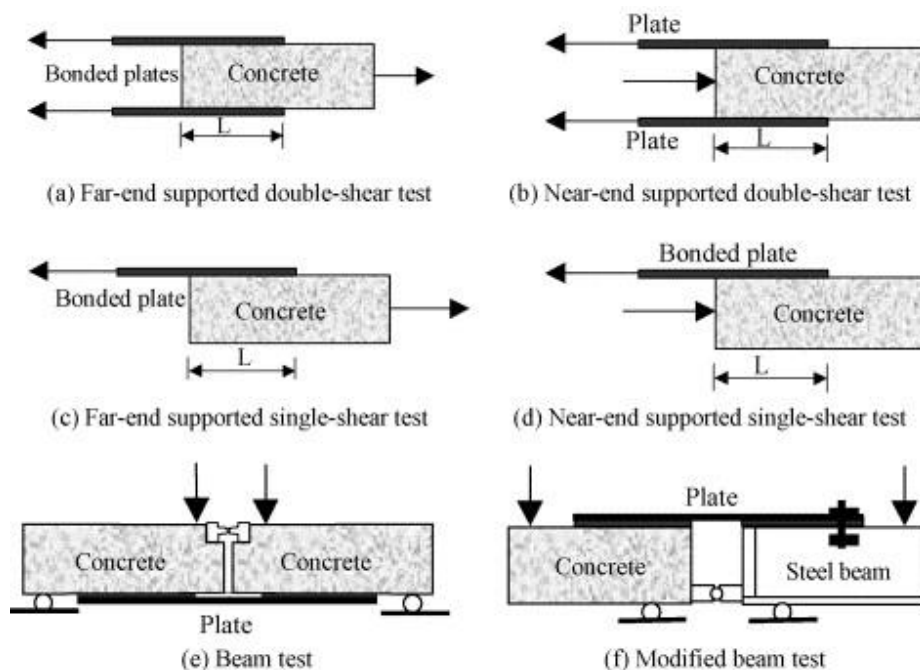 Bonded plates
Concrete
L
(a) Far-end supported double-shear test
Plate
Concrete
Plate
L
(b) Near-end supported double-shear test
Bonded plate
Concrete
L
(c) Far-end supported single-shear test
Bonded plate
Concrete
L
(d) Near-end supported single-shear test
Concrete
Concrete
Plate
(e) Beam test
Plate
Concrete
Steel beam
(f) Modified beam test